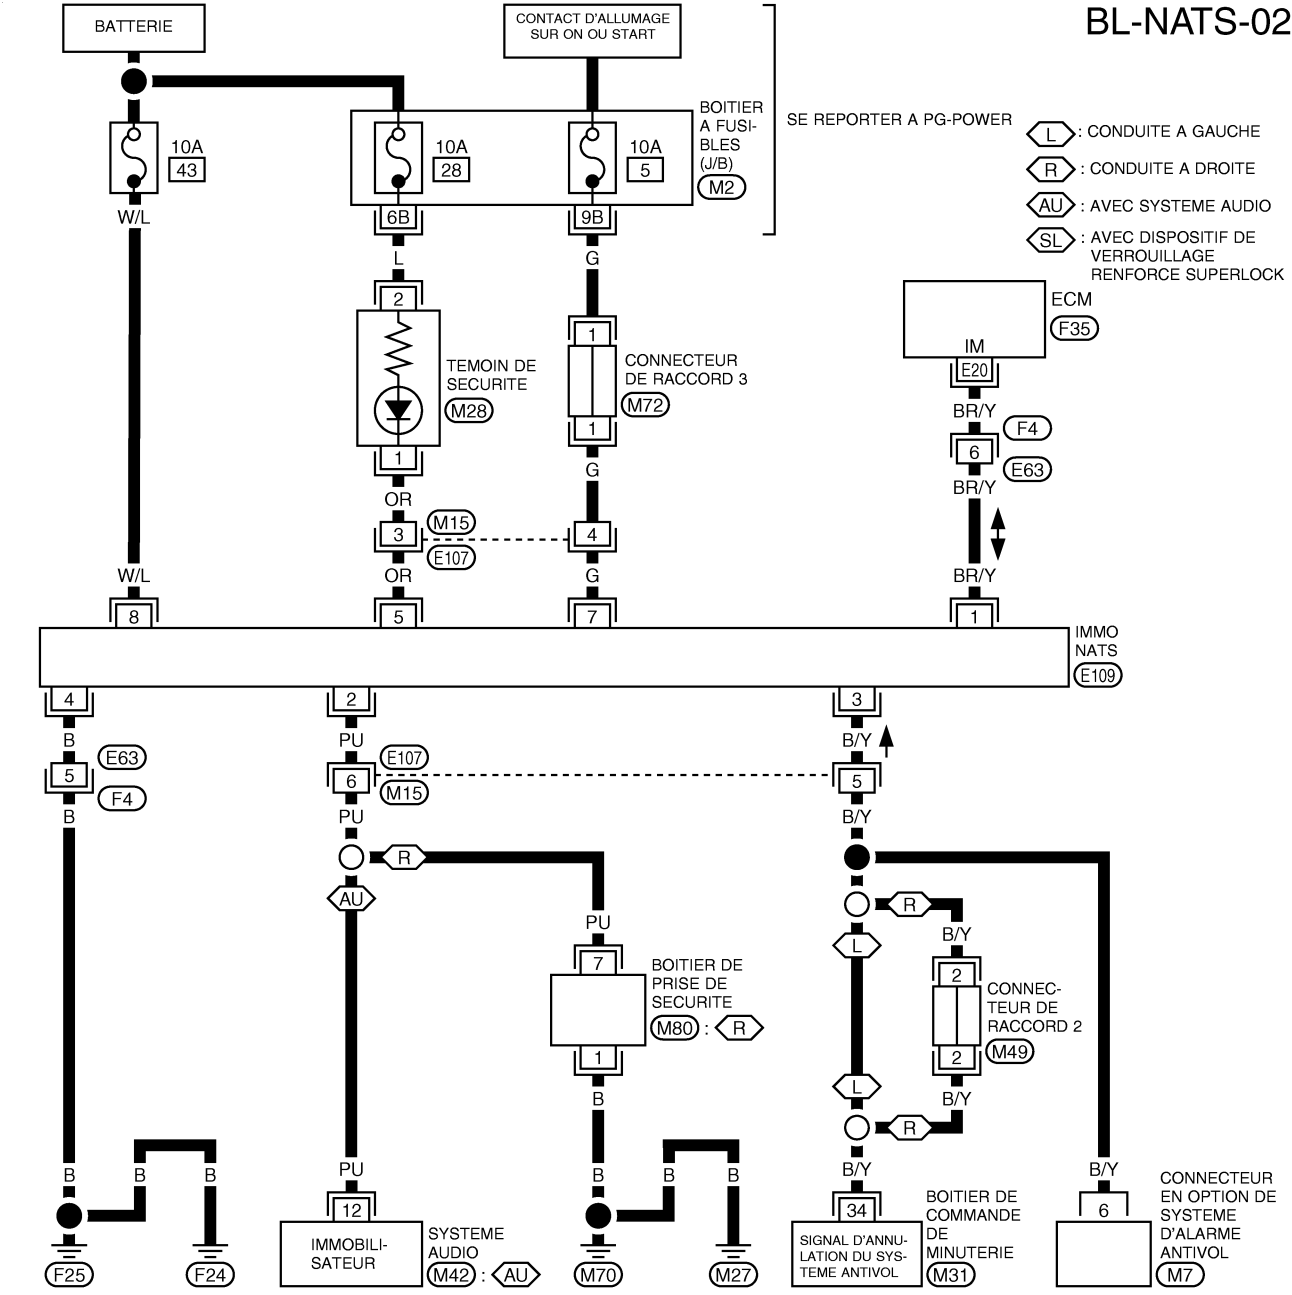 BL-NATS-02
BATTERIE
CONTACT D'ALLUMAGE
SUR ON OU START
SE REPORTER A PG-POWER
BOITIER
A FUSI-
BLES
(J/B)
M2
10A
43
10A
28
10A
5
L : CONDUITE A GAUCHE
R : CONDUITE A DROITE
AU : AVEC SYSTEME AUDIO
SL : AVEC DISPOSITIF DE
VERROUILLAGE
RENFORCE SUPERLOCK
W/L
6B
9B
L
G
2
1
ECM
F35
IM
E20
TEMOIN DE
SECURITE
M28
CONNECTEUR
DE RACCORD 3
M72
BR/Y
F4
6
E63
BR/Y
1
1
OR
G
3
M15
E107
4
W/L
OR
G
BR/Y
8
5
7
1
IMMO
NATS
E109
4
2
3
B
PU
B/Y
E63
5
F4
E107
6
M15
5
B
PU
B/Y
R
AU
R
L
PU
B/Y
7
2
BOITIER DE
PRISE DE
SECURITE
M80 : R
CONNEC-
TEUR DE
RACCORD 2
M49
1
2
B
L
B/Y
R
B
B
B
PU
B
B
B
B/Y
B/Y
12
34
6
IMMOBILI-
SATEUR
SYSTEME
AUDIO
M42 : AU
SIGNAL D'ANNU-
LATION DU SYS-
TEME ANTIVOL
BOITIER DE
COMMANDE
DE
MINUTERIE
M31
CONNECTEUR
EN OPTION DE
SYSTEME
D'ALARME
ANTIVOL
M7
F25
F24
M70
M27